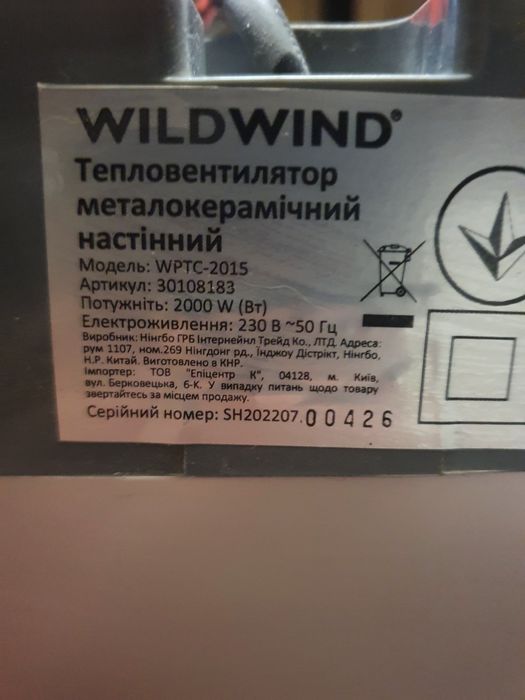 WILDWIND®
Тепловентилятор
металокерамічний
настінний
Модель: WPTC-2015
Артикул: 30108183
Потужніть: 2000 W (Вт)
Електроживлення: 230 В ~50 Гц
Виробник: Нінгбо ГРБ Інтернейнл Трейд Ко., ЛТД. Адреса:
рум 1107, ном.269 Нінгдонг рд., Інджоу Дістрікт, Нінгбо,
Н.Р. Китай. Виготовлено в КНР.
Імпортер: ТОВ "Епіцентр К", 04128, м. Київ,
вул. Берковецька, 6-К. У випадку питань щодо товару
звертайтесь за місцем продажу.
Серійний номер: SH202207.00426